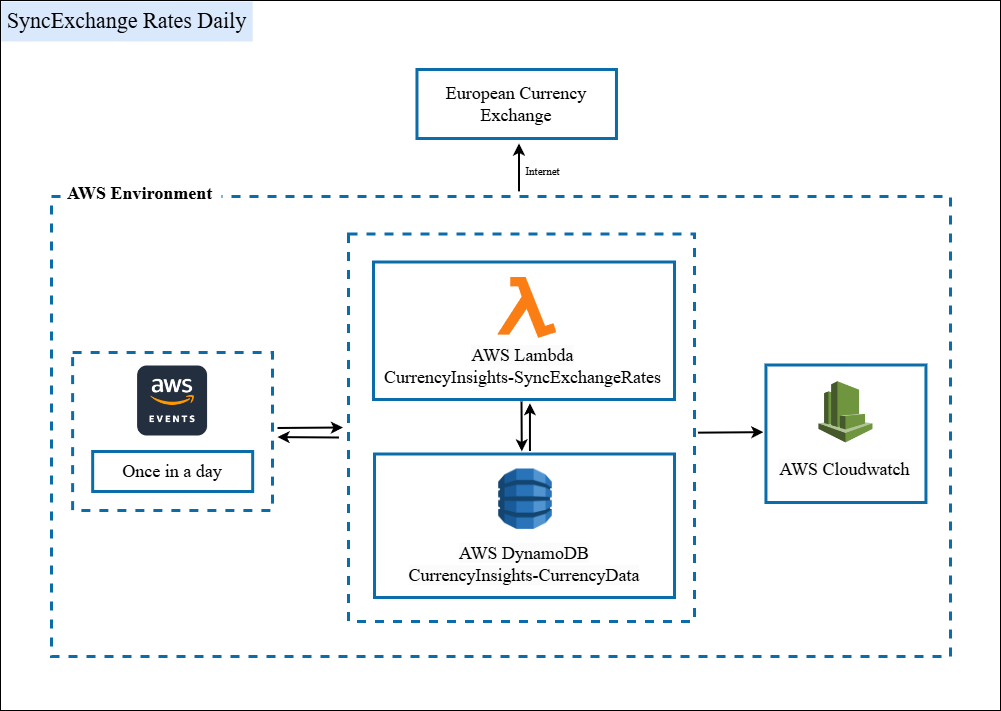 SyncExchange Rates Daily
European Currency
Exchange
Internet
AWS Environment
AWS Lambda
CurrencyInsights-SyncExchangeRates
aws
EVENTS
Once in a day
AWS Cloudwatch
AWS DynamoDB
CurrencyInsights-CurrencyData